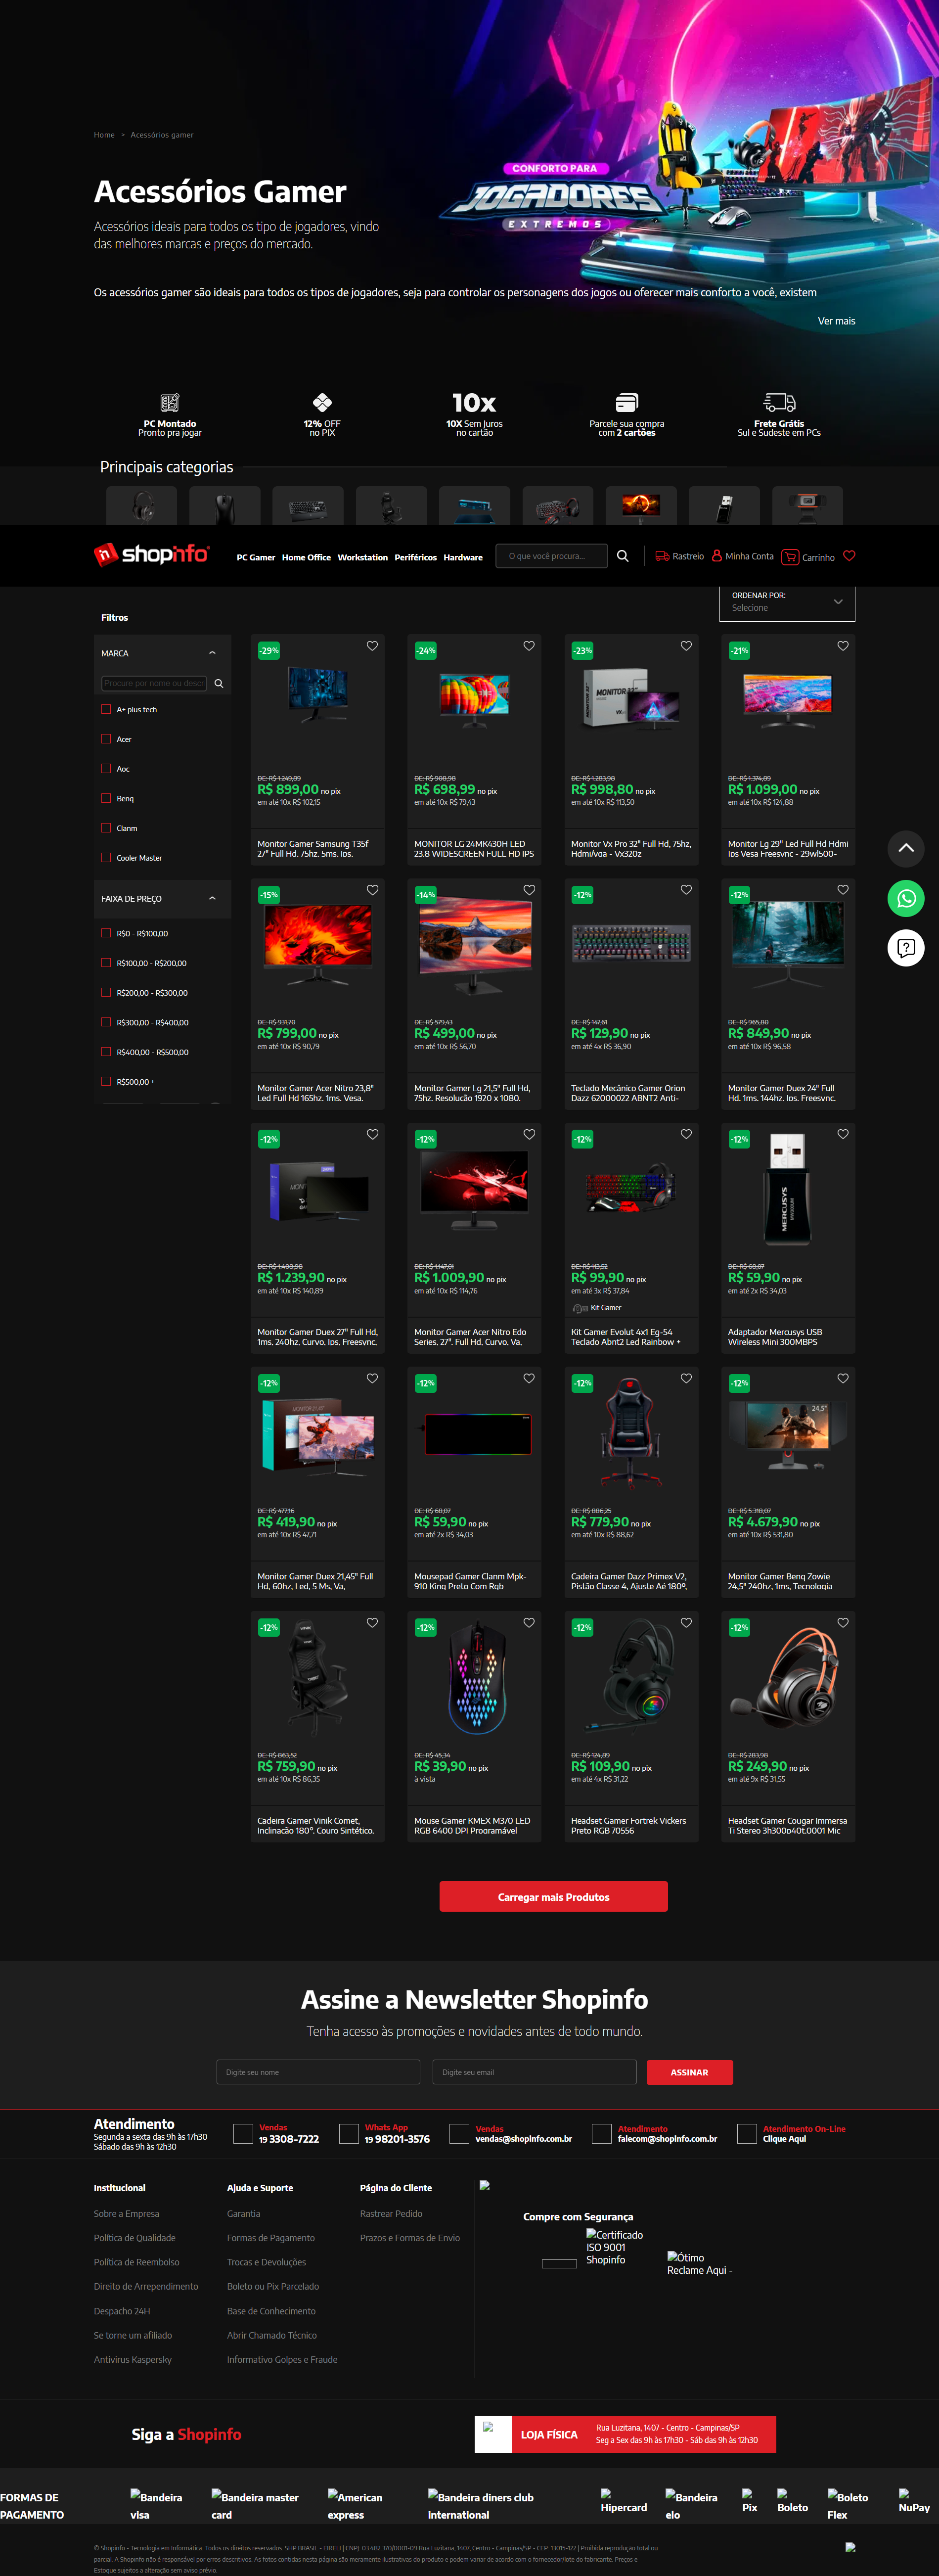 Home > Acessórios gamer
CONFORTO PARA
JOGADORES
EXTREMOS
Acessórios Gamer
Acessórios ideais para todos os tipo de jogadores, vindo
das melhores marcas e preços do mercado.
Os acessórios gamer são ideais para todos os tipos de jogadores, seja para controlar os personagens dos jogos ou oferecer mais conforto a você, existem
Ver mais
PC Montado
Pronto pra jogar
12% OFF
no PIX
10x
10X Sem Juros
no cartão
Parcele sua compra
com 2 cartões
Frete Grátis
Sul e Sudeste em PCs
Principais categorias
shopinfo
PC Gamer Home Office Workstation Periféricos Hardware
O que você procura...
Rastreio
Minha Conta
Carrinho
ORDENAR POR:
Selecione
Filtros
MARCA
Procure por nome ou descr
A+ plus tech
Acer
Aoc
Benq
Clanm
Cooler Master
FAIXA DE PREÇO
R$0 - R$100,00
R$100,00 - R$200,00
R$200,00 - R$300,00
R$300,00 - R$400,00
R$400,00 - R$500,00
R$500,00 +
-29%
DE: R$ 1.249,89
R$ 899,00 no pix
em até 10x R$ 102,15
Monitor Gamer Samsung T35f
27" Full Hd, 75hz, 5ms, Ips,
-24%
DE: R$ 908,98
R$ 698,99 no pix
em até 10x R$ 79,43
MONITOR LG 24MK430H LED
23,8 WIDESCREEN FULL HD IPS
-23%
MONITOR 32"
DE: R$ 1.283,98
R$ 998,80 no pix
em até 10x R$ 113,50
Monitor Vx Pro 32" Full Hd, 75hz,
Hdmi/vga - Vx320z
-21%
DE: R$ 1.374,89
R$ 1.099,00 no pix
em até 10x R$ 124,88
Monitor Lg 29" Led Full Hd Hdmi
Ips Vesa Freesync - 29wl500-
-15%
DE: R$ 931,70
R$ 799,00 no pix
em até 10x R$ 90,79
Monitor Gamer Acer Nitro 23,8"
Led Full Hd 165hz, 1ms, Vesa,
-14%
DE: R$ 579,43
R$ 499,00 no pix
em até 10x R$ 56,70
Monitor Gamer Lg 21,5" Full Hd,
75hz, Resolução 1920 x 1080,
-12%
DE: R$ 147,61
R$ 129,90 no pix
em até 4x R$ 36,90
Teclado Mecânico Gamer Orion
Dazz 62000022 ABNT2 Anti-
-12%
DE: R$ 965,80
R$ 849,90 no pix
em até 10x R$ 96,58
Monitor Gamer Duex 24" Full
Hd, 1ms, 144hz, Ips, Freesync,
-12%
DE: R$ 1.408,98
R$ 1.239,90 no pix
em até 10x R$ 140,89
Monitor Gamer Duex 27" Full Hd,
1ms, 240hz, Curvo, Ips, Freesync,
-12%
DE: R$ 1.147,61
R$ 1.009,90 no pix
em até 10x R$ 114,76
Monitor Gamer Acer Nitro Edo
Series, 27", Full Hd, Curvo, Va,
-12%
DE: R$ 113,52
R$ 99,90 no pix
em até 3x R$ 37,84
Kit Gamer
Kit Gamer Evolut 4x1 Eg-54
Teclado Abnt2 Led Rainbow +
-12%
MERCUSYS
DE: R$ 68,07
R$ 59,90 no pix
em até 2x R$ 34,03
Adaptador Mercusys USB
Wireless Mini 300MBPS
-12%
DE: R$ 477,16
R$ 419,90 no pix
em até 10x R$ 47,71
Monitor Gamer Duex 21,45" Full
Hd, 60hz, Led, 5 Ms, Va,
-12%
DE: R$ 68,07
R$ 59,90 no pix
em até 2x R$ 34,03
Mousepad Gamer Clanm Mpk-
910 King Preto Com Rgb
-12%
DE: R$ 886,25
R$ 779,90 no pix
em até 10x R$ 88,62
Cadeira Gamer Dazz Primex V2,
Pistão Classe 4, Ajuste Aé 180º,
-12%
24,5"
DE: R$ 5.318,07
R$ 4.679,90 no pix
em até 10x R$ 531,80
Monitor Gamer Benq Zowie
24,5" 240hz, 1ms, Tecnologia
-12%
DE: R$ 863,52
R$ 759,90 no pix
em até 10x R$ 86,35
Cadeira Gamer Vinik Comet,
Inclinação 180°, Couro Sintético,
-12%
DE: R$ 45,34
R$ 39,90 no pix
à vista
Mouse Gamer KMEX M370 LED
RGB 6400 DPI Programável
-12%
DE: R$ 124,89
R$ 109,90 no pix
em até 4x R$ 31,22
Headset Gamer Fortrek Vickers
Preto RGB 70556
-12%
DE: R$ 283,98
R$ 249,90 no pix
em até 9x R$ 31,55
Headset Gamer Cougar Immersa
Ti Stereo 3h300p40t.0001 Mic
Carregar mais Produtos
Assine a Newsletter Shopinfo
Tenha acesso às promoções e novidades antes de todo mundo.
Digite seu nome
Digite seu email
ASSINAR
Atendimento
Segunda a sexta das 9h às 17h30
Sábado das 9h às 12h30
Vendas
19 3308-7222
Whats App
19 98201-3576
Vendas
vendas@shopinfo.com.br
Atendimento
falecom@shopinfo.com.br
Atendimento On-Line
Clique Aqui
Institucional
Sobre a Empresa
Política de Qualidade
Política de Reembolso
Direito de Arrependimento
Despacho 24H
Se torne um afiliado
Antivirus Kaspersky
Ajuda e Suporte
Garantia
Formas de Pagamento
Trocas e Devoluções
Boleto ou Pix Parcelado
Base de Conhecimento
Abrir Chamado Técnico
Informativo Golpes e Fraude
Página do Cliente
Rastrear Pedido
Prazos e Formas de Envio
Compre com Segurança
Certificado
ISO 9001
Shopinfo
Ótimo
Reclame Aqui -
Siga a Shopinfo
LOJA FÍSICA
Rua Luzitana, 1407 - Centro - Campinas/SP
Seg a Sex das 9h às 17h30 - Sáb das 9h às 12h30
FORMAS DE
PAGAMENTO
Bandeira
visa
Bandeira master
card
American
express
Bandeira diners club
international
Hipercard
Bandeira
elo
Pix
Boleto
Boleto
Flex
NuPay
© Shopinfo - Tecnologia em Informática. Todos os direitos reservados. SHP BRASIL - EIRELI | CNPJ: 03.482.370/0001-09 Rua Luzitana, 1407, Centro - Campinas/SP - CEP: 13015-122 | Proibida reprodução total ou
parcial. A Shopinfo não é responsável por erros descritivos. As fotos contidas nesta página são meramente ilustrativas do produto e podem variar de acordo com o fornecedor/lote do fabricante. Preços e
Estoque sujeitos a alteração sem aviso prévio.